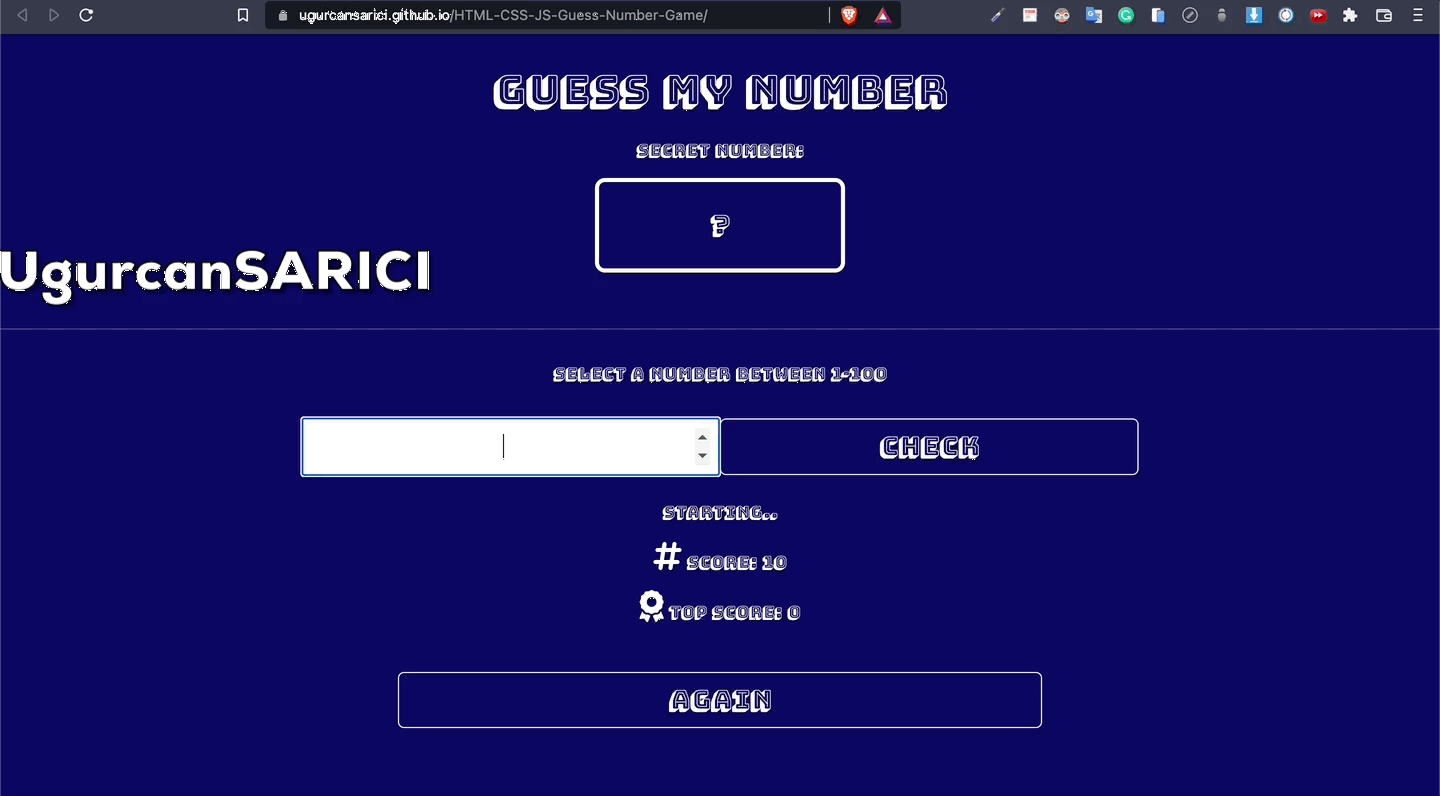 ugurcansarici.github.io/HTML-CSS-JS-Guess-Number-Game/
GUESS MY NUMBER
SECRET NUMBER:
?
UgurcanSARICI
SELECT A NUMBER BETWEEN 1-100
CHECK
STARTING..
# SCORE: 10
TOP SCORE: 0
AGAIN